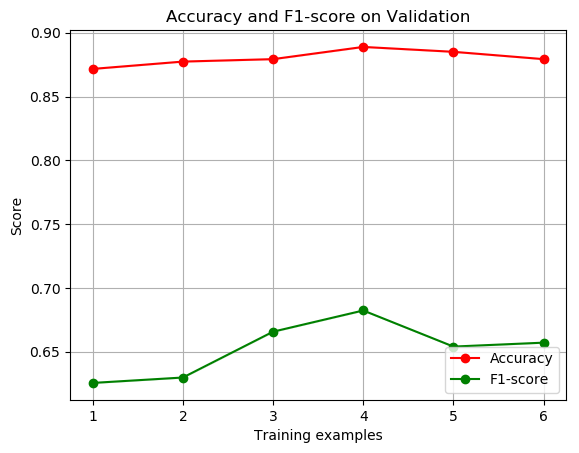 Accuracy and F1-score on Validation
0.90
0.85
0.80
0.75
0.70
0.65
Score
1 2 3 4 5 6
Training examples
Accuracy
F1-score